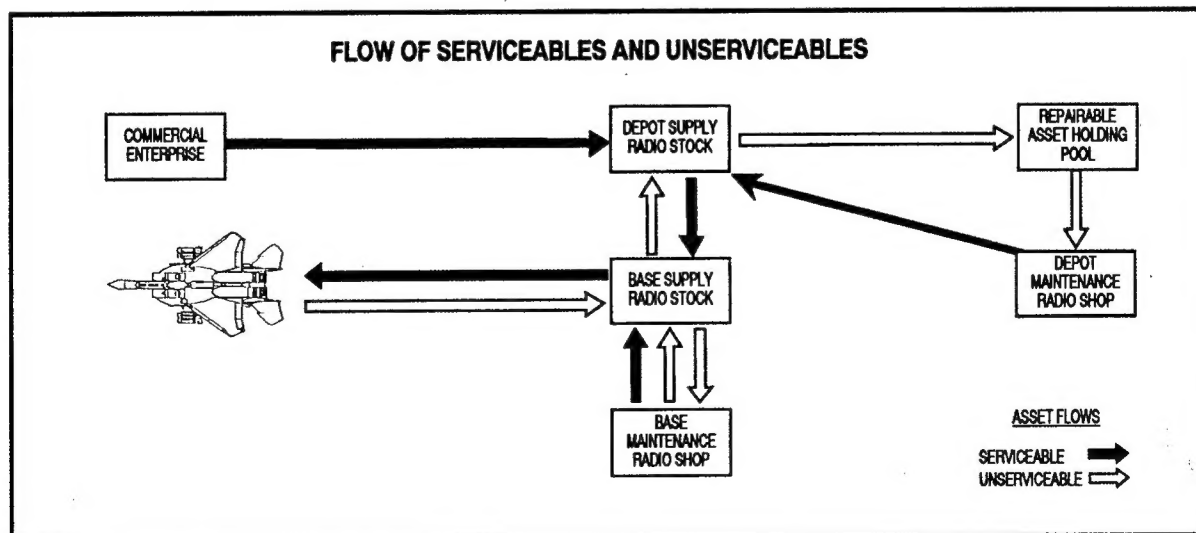 FLOW OF SERVICEABLES AND UNSERVICEABLES
COMMERCIAL
ENTERPRISE
DEPOT SUPPLY
RADIO STOCK
REPAIRABLE
ASSET HOLDING
POOL
BASE SUPPLY
RADIO STOCK
DEPOT
MAINTENANCE
RADIO SHOP
BASE
MAINTENANCE
RADIO SHOP
ASSET FLOWS
SERVICEABLE
UNSERVICEABLE